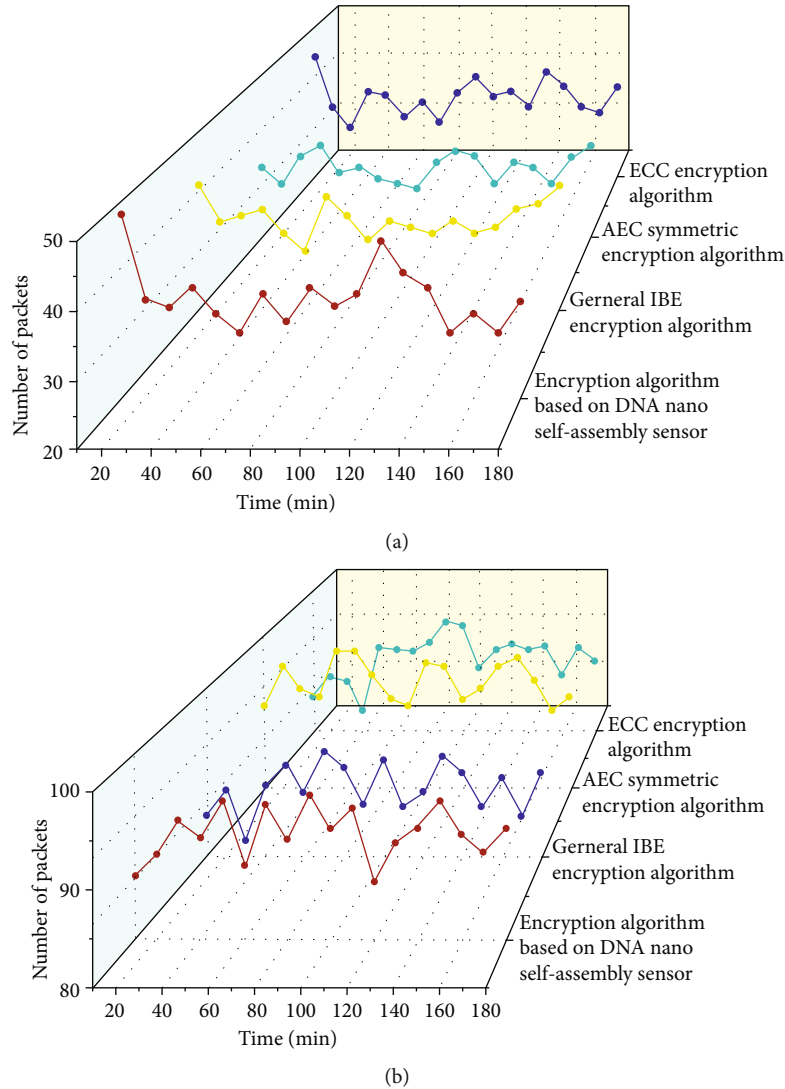 50
40
30
20
Number of packets
20 40 60 80 100 120 140 160 180
Time (min)
ECC encryption
algorithm
AEC symmetric
encryption algorithm
Gerneral IBE
encryption algorithm
Encryption algorithm
based on DNA nano
self-assembly sensor
(a)
100
90
80
Number of packets
20 40 60 80 100 120 140 160 180
Time (min)
ECC encryption
algorithm
AEC symmetric
encryption algorithm
Gerneral IBE
encryption algorithm
Encryption algorithm
based on DNA nano
self-assembly sensor
(b)